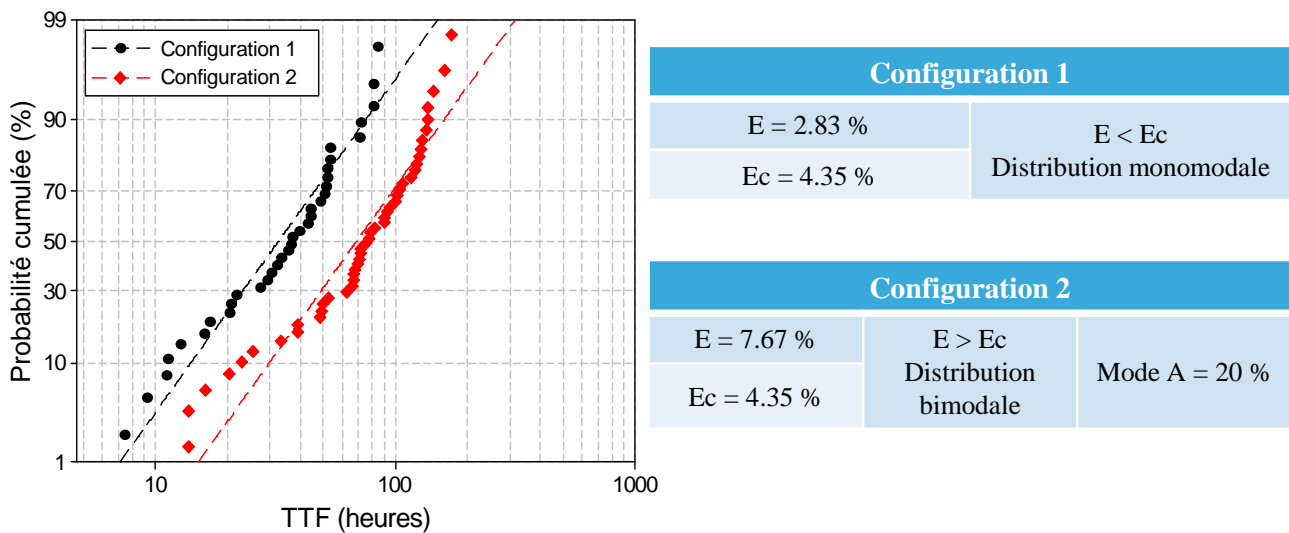 99
90
70
50
30
10
1
Probabilité cumulée (%)
Configuration 1
Configuration 2
10
100
1000
TTF (heures)
Configuration 1
E = 2.83 %
Ec = 4.35 %
E < Ec
Distribution monomodale
Configuration 2
E = 7.67 %
Ec = 4.35 %
E > Ec
Distribution
bimodale
Mode A = 20 %